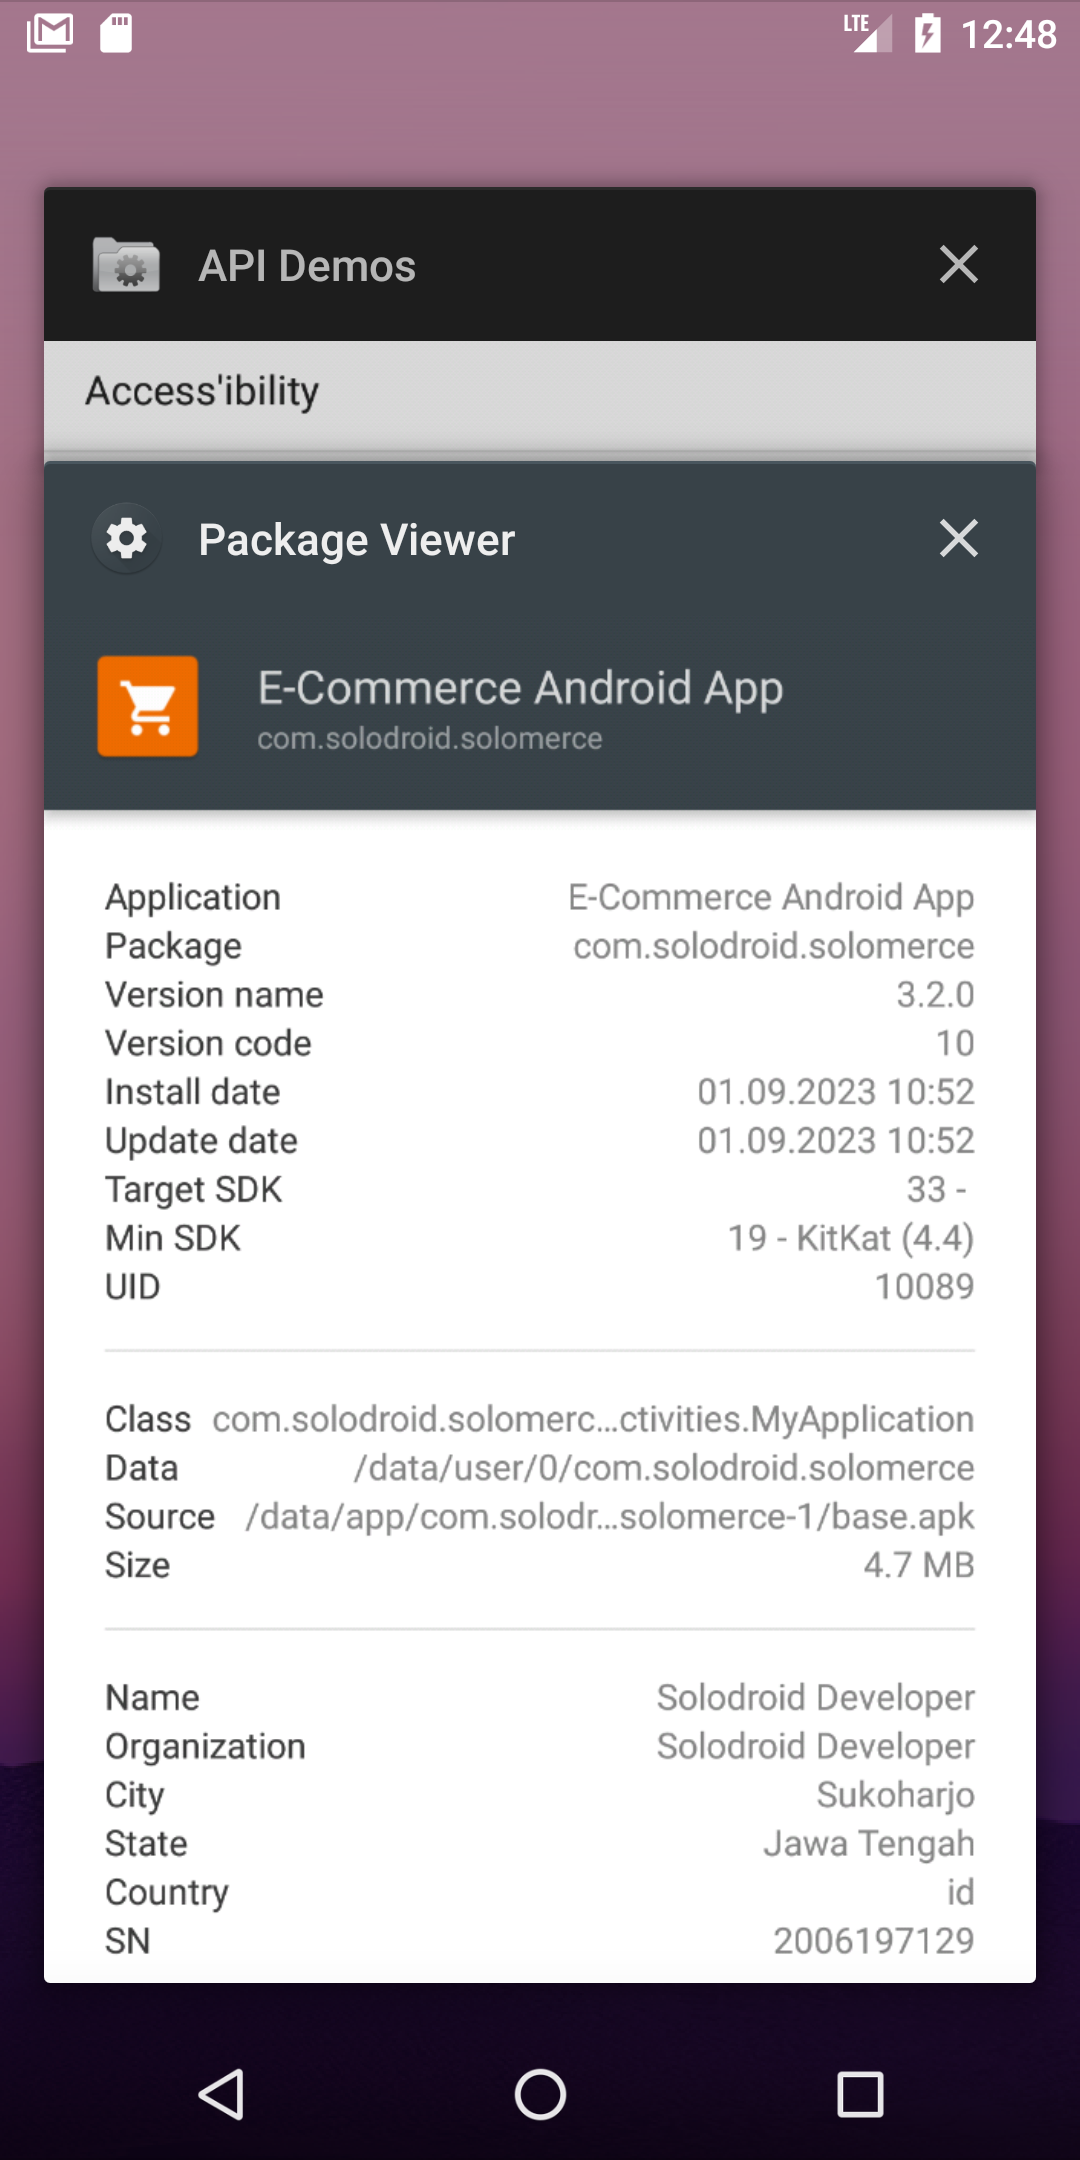 LTE 12:48
API Demos
Access'ibility
Package Viewer
E-Commerce Android App
com.solodroid.solomerce
Application E-Commerce Android App
Package com.solodroid.solomerce
Version name 3.2.0
Version code 10
Install date 01.09.2023 10:52
Update date 01.09.2023 10:52
Target SDK 33 -
Min SDK 19 - KitKat (4.4)
UID 10089
Class com.solodroid.solomerc...ctivities.MyApplication
Data /data/user/0/com.solodroid.solomerce
Source /data/app/com.solodr...solomerce-1/base.apk
Size 4.7 MB
Name Solodroid Developer
Organization Solodroid Developer
City Sukoharjo
State Jawa Tengah
Country id
SN 2006197129